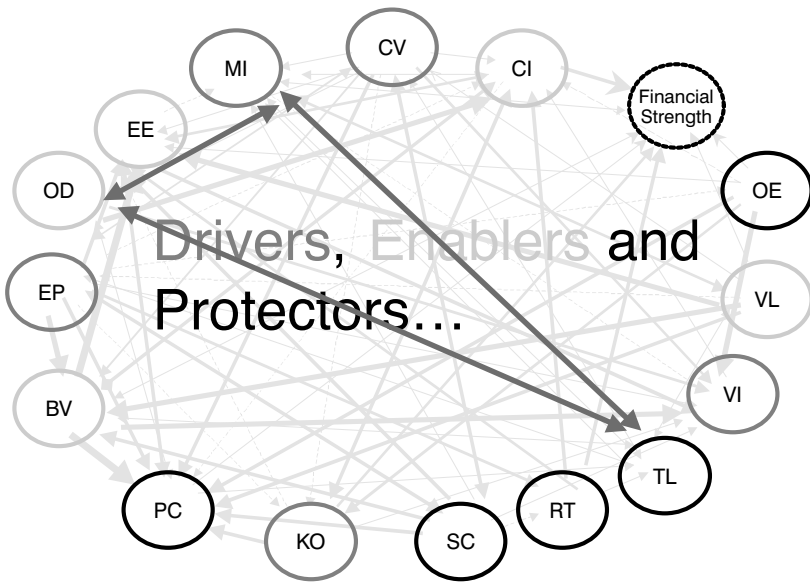 CV
MI
CI
Financial
Strength
EE
OD
OE
Drivers, Enablers and
Protectors...
EP
VL
BV
VI
TL
PC
RT
KO
SC